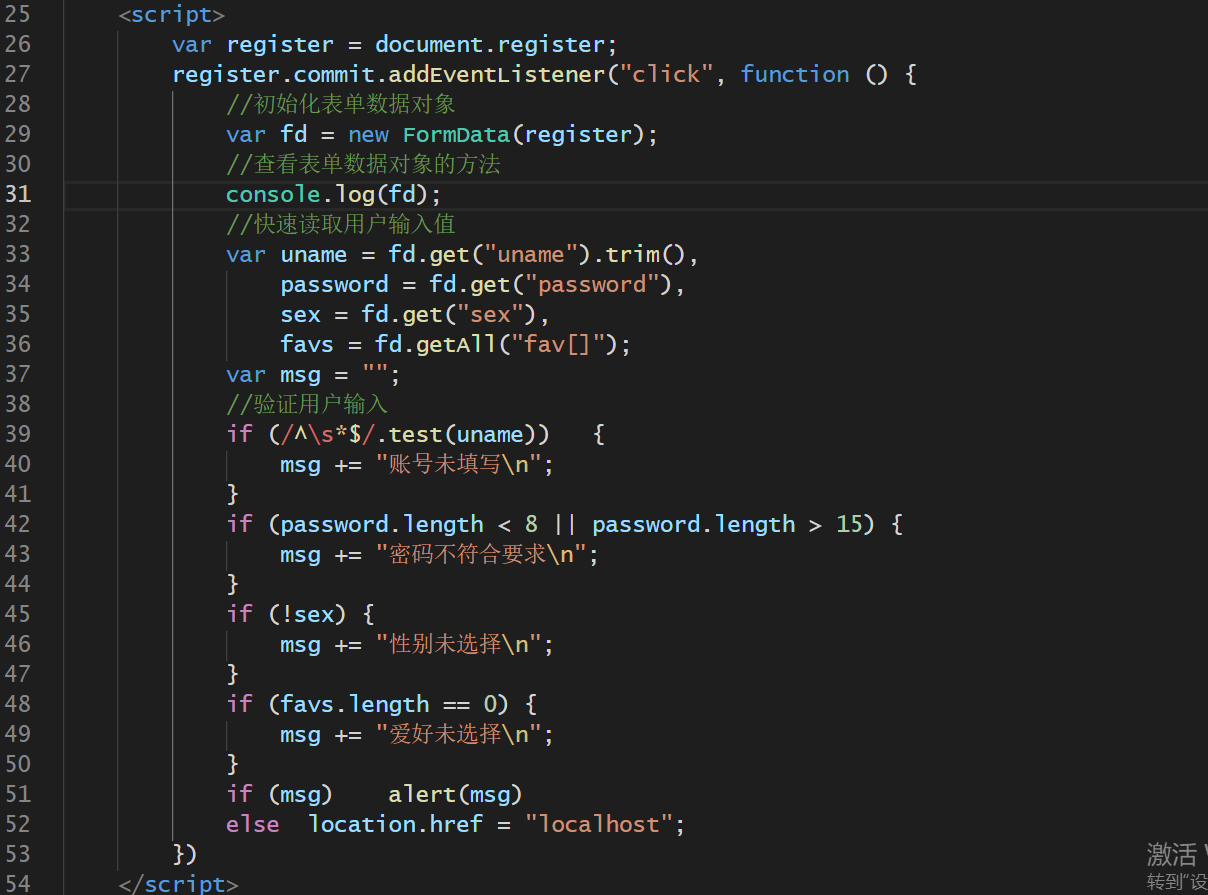 25 <script>
26 var register = document.register;
27 register.commit.addEventListener("click", function () {
28 //初始化表单数据对象
29 var fd = new FormData(register);
30 //查看表单数据对象的方法
31 console.log(fd);
32 //快速读取用户输入值
33 var uname = fd.get("uname").trim(),
34 password = fd.get("password"),
35 sex = fd.get("sex"),
36 favs = fd.getAll("fav[]");
37 var msg = "";
38 //验证用户输入
39 if (/^\s*$/.test(uname))   {
40 msg += "账号未填写\n";
41 }
42 if (password.length < 8 || password.length > 15) {
43 msg += "密码不符合要求\n";
44 }
45 if (!sex) {
46 msg += "性别未选择\n";
47 }
48 if (favs.length == 0) {
49 msg += "爱好未选择\n";
50 }
51 if (msg)    alert(msg)
52 else  location.href = "localhost";
53 })
54 </script>
激活
转到"设